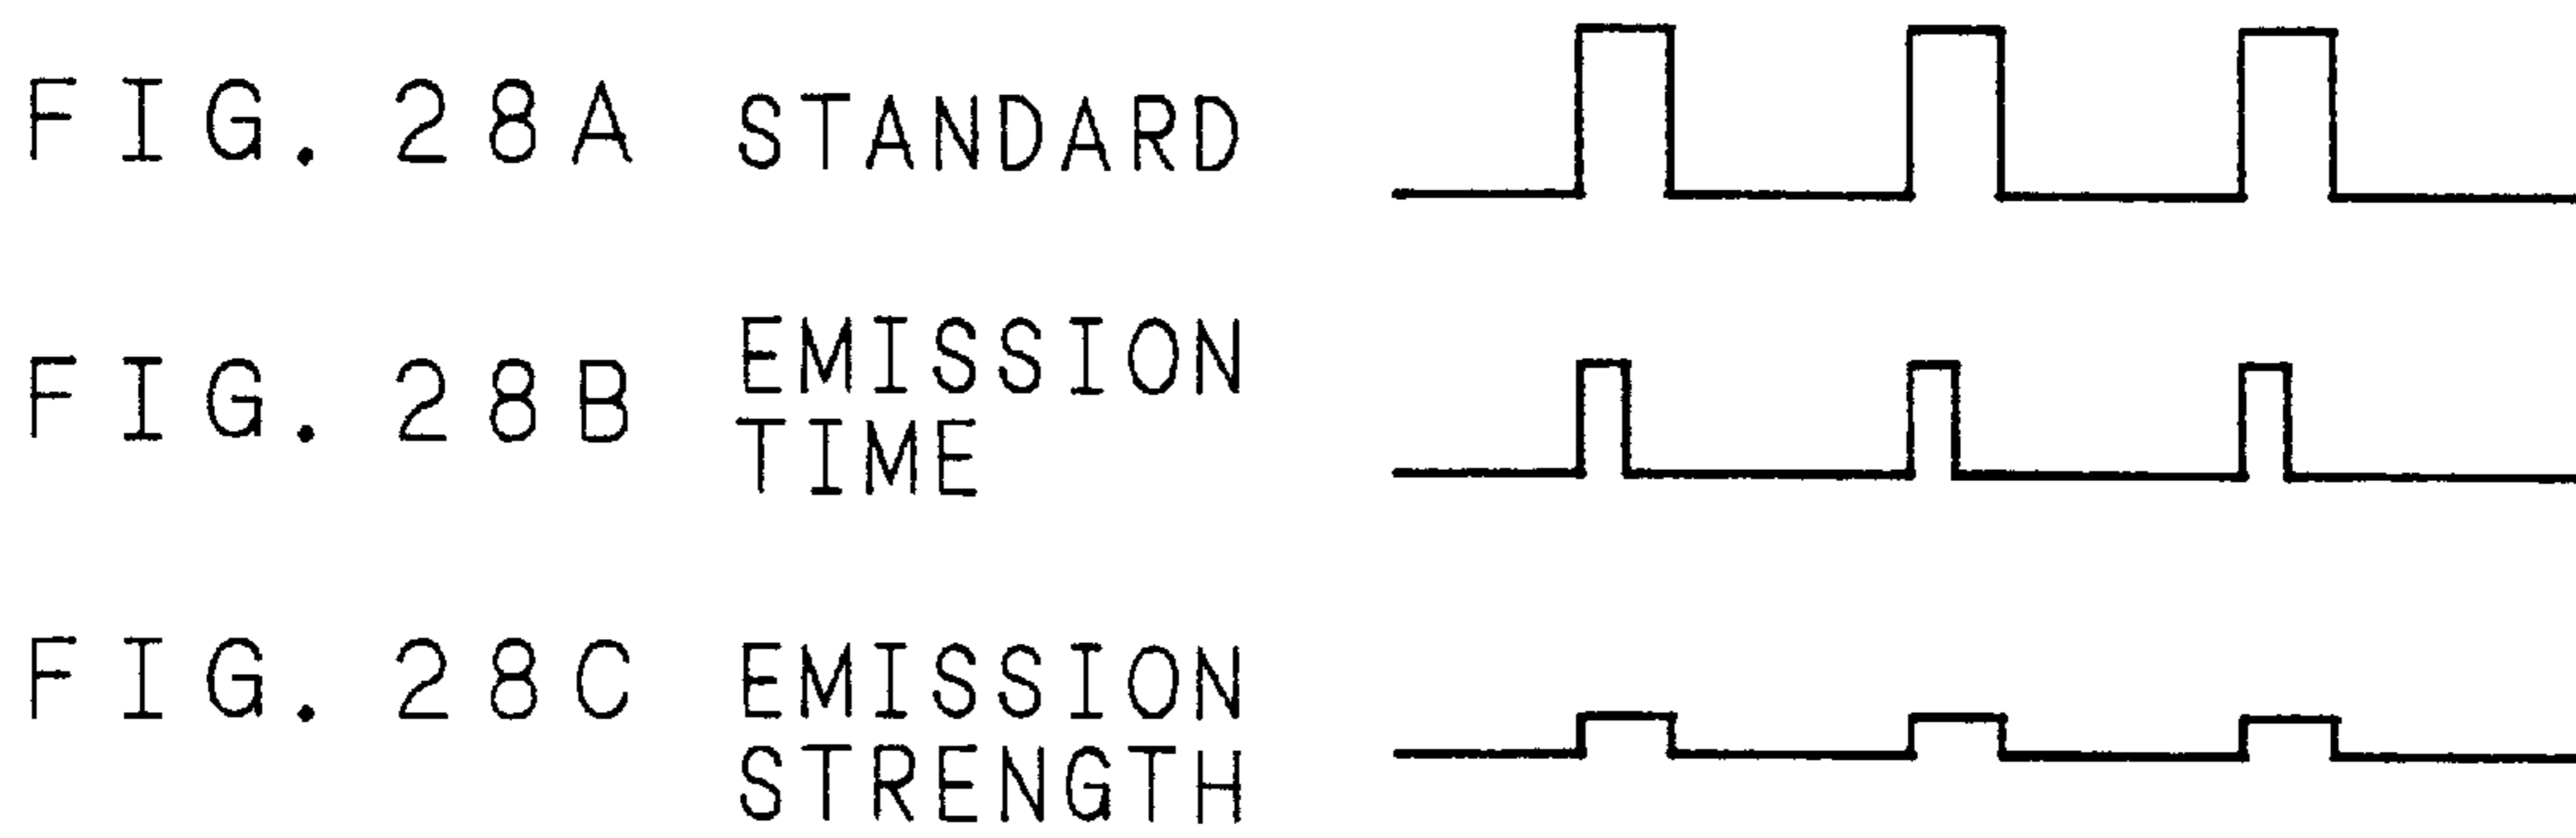 FIG. 28A STANDARD
FIG. 28B EMISSION
TIME
FIG. 28C EMISSION
STRENGTH